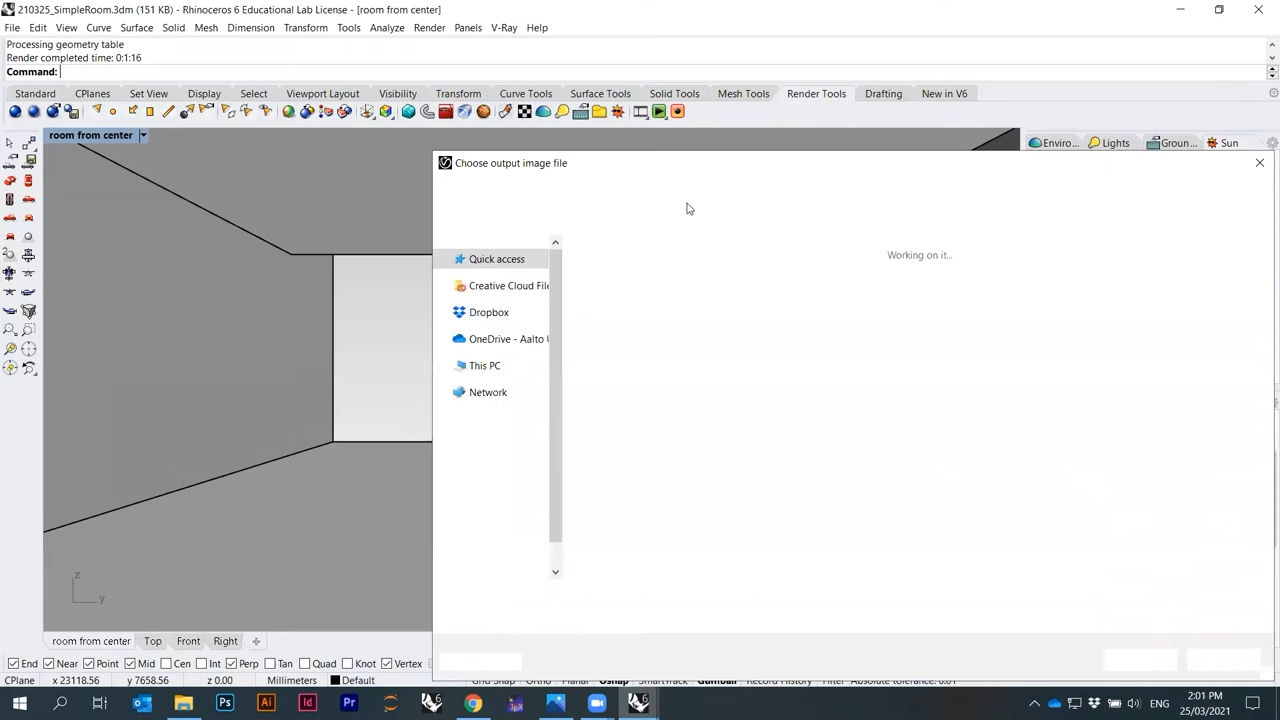 210325_SimpleRoom.3dm (151 KB) - Rhinoceros 6 Educational Lab License - [room from center]
File Edit View Curve Surface Solid Mesh Dimension Transform Tools Analyze Render Panels V-Ray Help
Processing geometry table
Render completed time: 0:1:16
Command:
Standard CPlanes Set View Display Select Viewport Layout Visibility Transform Curve Tools Surface Tools Solid Tools Mesh Tools Render Tools Drafting New in V6
room from center
Enviro... Lights Groun... Sun
Choose output image file
Working on it...
Quick access
Creative Cloud File
Dropbox
OneDrive - Aalto U
This PC
Network
z
y
room from center Top Front Right
End Near Point Mid Cen Int Perp Tan Quad Knot Vertex
CPlane x 23118.56 y 7658.56 z 0.00 Millimeters Default Grid Snap Ortho Planar Osnap SmartTrack Gumball Record History Filter Absolute tolerance: 0.01
2:01 PM
25/03/2021